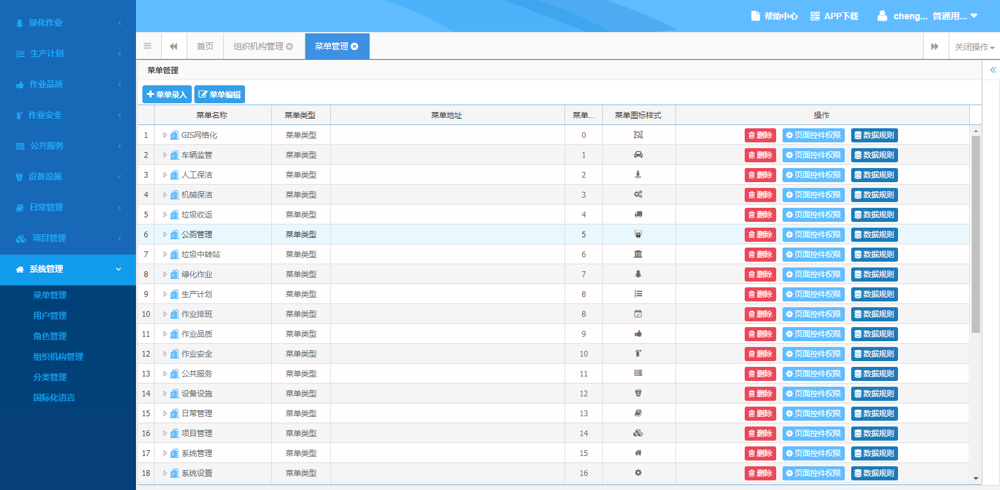 帮助中心 APP下载 cheng... 普通用...
绿化作业
生产计划
作业品质
作业安全
公共服务
设备设施
日常管理
项目管理
系统管理
菜单管理
用户管理
角色管理
组织机构管理
分类管理
国际化语言
首页 组织机构管理 菜单管理 关闭操作
菜单管理
菜单录入 菜单编辑
菜单名称 菜单类型 菜单地址 菜单... 菜单图标样式 操作
1 GIS网格化 菜单类型 0 删除 页面控件权限 数据规则
2 车辆监管 菜单类型 1 删除 页面控件权限 数据规则
3 人工保洁 菜单类型 2 删除 页面控件权限 数据规则
4 机械保洁 菜单类型 3 删除 页面控件权限 数据规则
5 垃圾收运 菜单类型 4 删除 页面控件权限 数据规则
6 公厕管理 菜单类型 5 删除 页面控件权限 数据规则
7 垃圾中转站 菜单类型 6 删除 页面控件权限 数据规则
8 绿化作业 菜单类型 7 删除 页面控件权限 数据规则
9 生产计划 菜单类型 8 删除 页面控件权限 数据规则
10 作业排班 菜单类型 8 删除 页面控件权限 数据规则
11 作业品质 菜单类型 9 删除 页面控件权限 数据规则
12 作业安全 菜单类型 10 删除 页面控件权限 数据规则
13 公共服务 菜单类型 11 删除 页面控件权限 数据规则
14 设备设施 菜单类型 12 删除 页面控件权限 数据规则
15 日常管理 菜单类型 13 删除 页面控件权限 数据规则
16 项目管理 菜单类型 14 删除 页面控件权限 数据规则
17 系统管理 菜单类型 15 删除 页面控件权限 数据规则
18 系统设置 菜单类型 16 删除 页面控件权限 数据规则